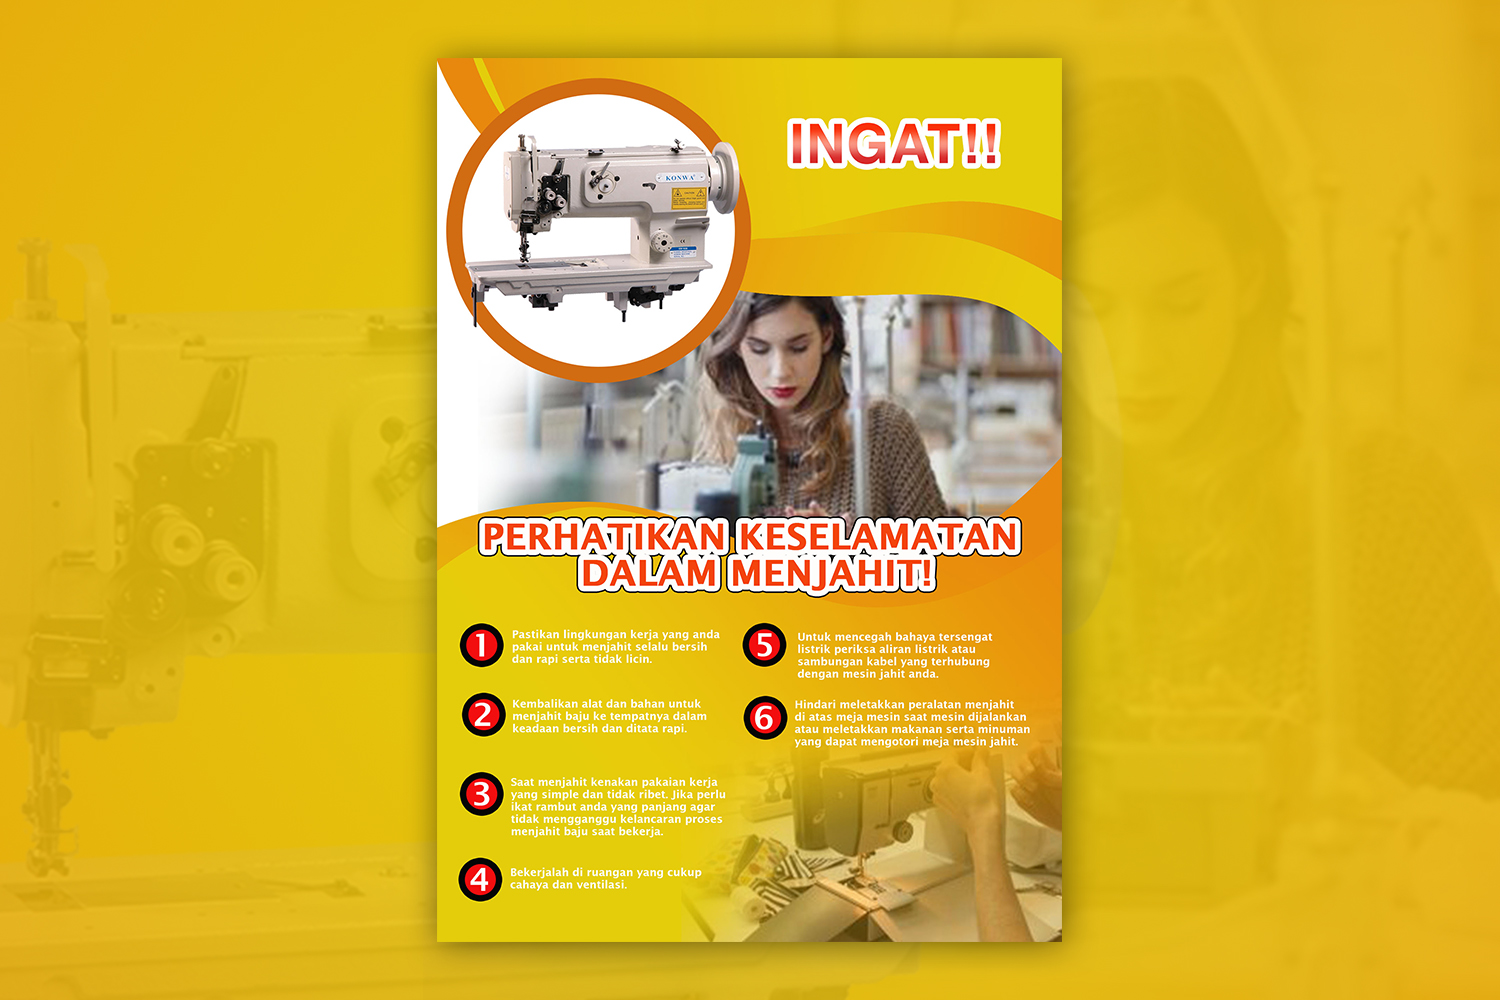 INGAT!!
KONWA
PERHATIKAN KESELAMATAN
DALAM MENJAHIT!
1
Pastikan lingkungan kerja yang anda
pakai untuk menjahit selalu bersih
dan rapi serta tidak licin.
2
Kembalikan alat dan bahan untuk
menjahit baju ke tempatnya dalam
keadaan bersih dan ditata rapi.
3
Saat menjahit kenakan pakaian kerja
yang simple dan tidak ribet. Jika perlu
ikat rambut anda yang panjang agar
tidak mengganggu kelancaran proses
menjahit baju saat bekerja.
4
Bekerjalah di ruangan yang cukup
cahaya dan ventilasi.
5
Untuk mencegah bahaya tersengat
listrik periksa aliran listrik atau
sambungan kabel yang terhubung
dengan mesin jahit anda.
6
Hindari meletakkan peralatan menjahit
di atas meja mesin saat mesin dijalankan
atau meletakkan makanan serta minuman
yang dapat mengotori meja mesin jahit.